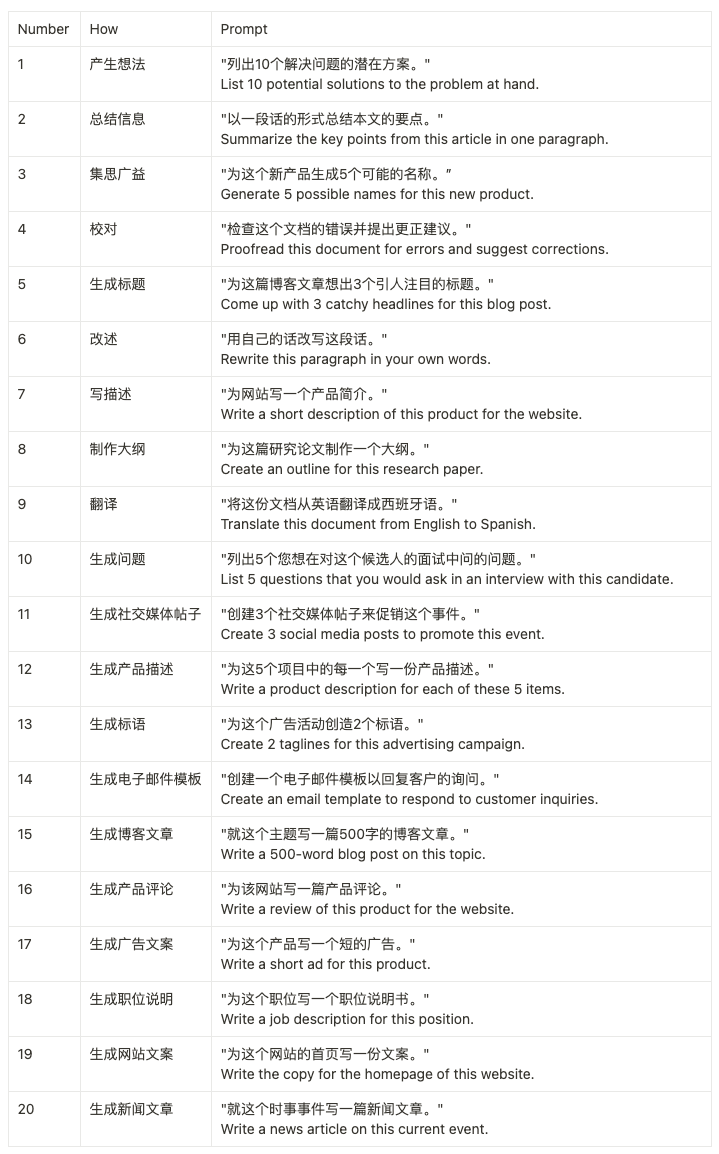 Number How Prompt
1 产生想法 "列出10个解决问题的潜在方案。"
List 10 potential solutions to the problem at hand.
2 总结信息 "以一段话的形式总结本文的要点。"
Summarize the key points from this article in one paragraph.
3 集思广益 "为这个新产品生成5个可能的名称。”
Generate 5 possible names for this new product.
4 校对 "检查这个文档的错误并提出更正建议。"
Proofread this document for errors and suggest corrections.
5 生成标题 "为这篇博客文章想出3个引人注目的标题。"
Come up with 3 catchy headlines for this blog post.
6 改述 "用自己的话改写这段话。"
Rewrite this paragraph in your own words.
7 写描述 "为网站写一个产品简介。"
Write a short description of this product for the website.
8 制作大纲 "为这篇研究论文制作一个大纲。"
Create an outline for this research paper.
9 翻译 "将这份文档从英语翻译成西班牙语。"
Translate this document from English to Spanish.
10 生成问题 "列出5个您想在对这个候选人的面试中问的问题。"
List 5 questions that you would ask in an interview with this candidate.
11 生成社交媒体帖子 "创建3个社交媒体帖子来促销这个事件。"
Create 3 social media posts to promote this event.
12 生成产品描述 "为这5个项目中的每一个写一份产品描述。"
Write a product description for each of these 5 items.
13 生成标语 "为这个广告活动创造2个标语。"
Create 2 taglines for this advertising campaign.
14 生成电子邮件模板 "创建一个电子邮件模板以回复客户的询问。"
Create an email template to respond to customer inquiries.
15 生成博客文章 "就这个主题写一篇500字的博客文章。"
Write a 500-word blog post on this topic.
16 生成产品评论 "为该网站写一篇产品评论。"
Write a review of this product for the website.
17 生成广告文案 "为这个产品写一个短的广告。"
Write a short ad for this product.
18 生成职位说明 "为这个职位写一个职位说明书。"
Write a job description for this position.
19 生成网站文案 "为这个网站的首页写一份文案。"
Write the copy for the homepage of this website.
20 生成新闻文章 "就这个时事事件写一篇新闻文章。"
Write a news article on this current event.